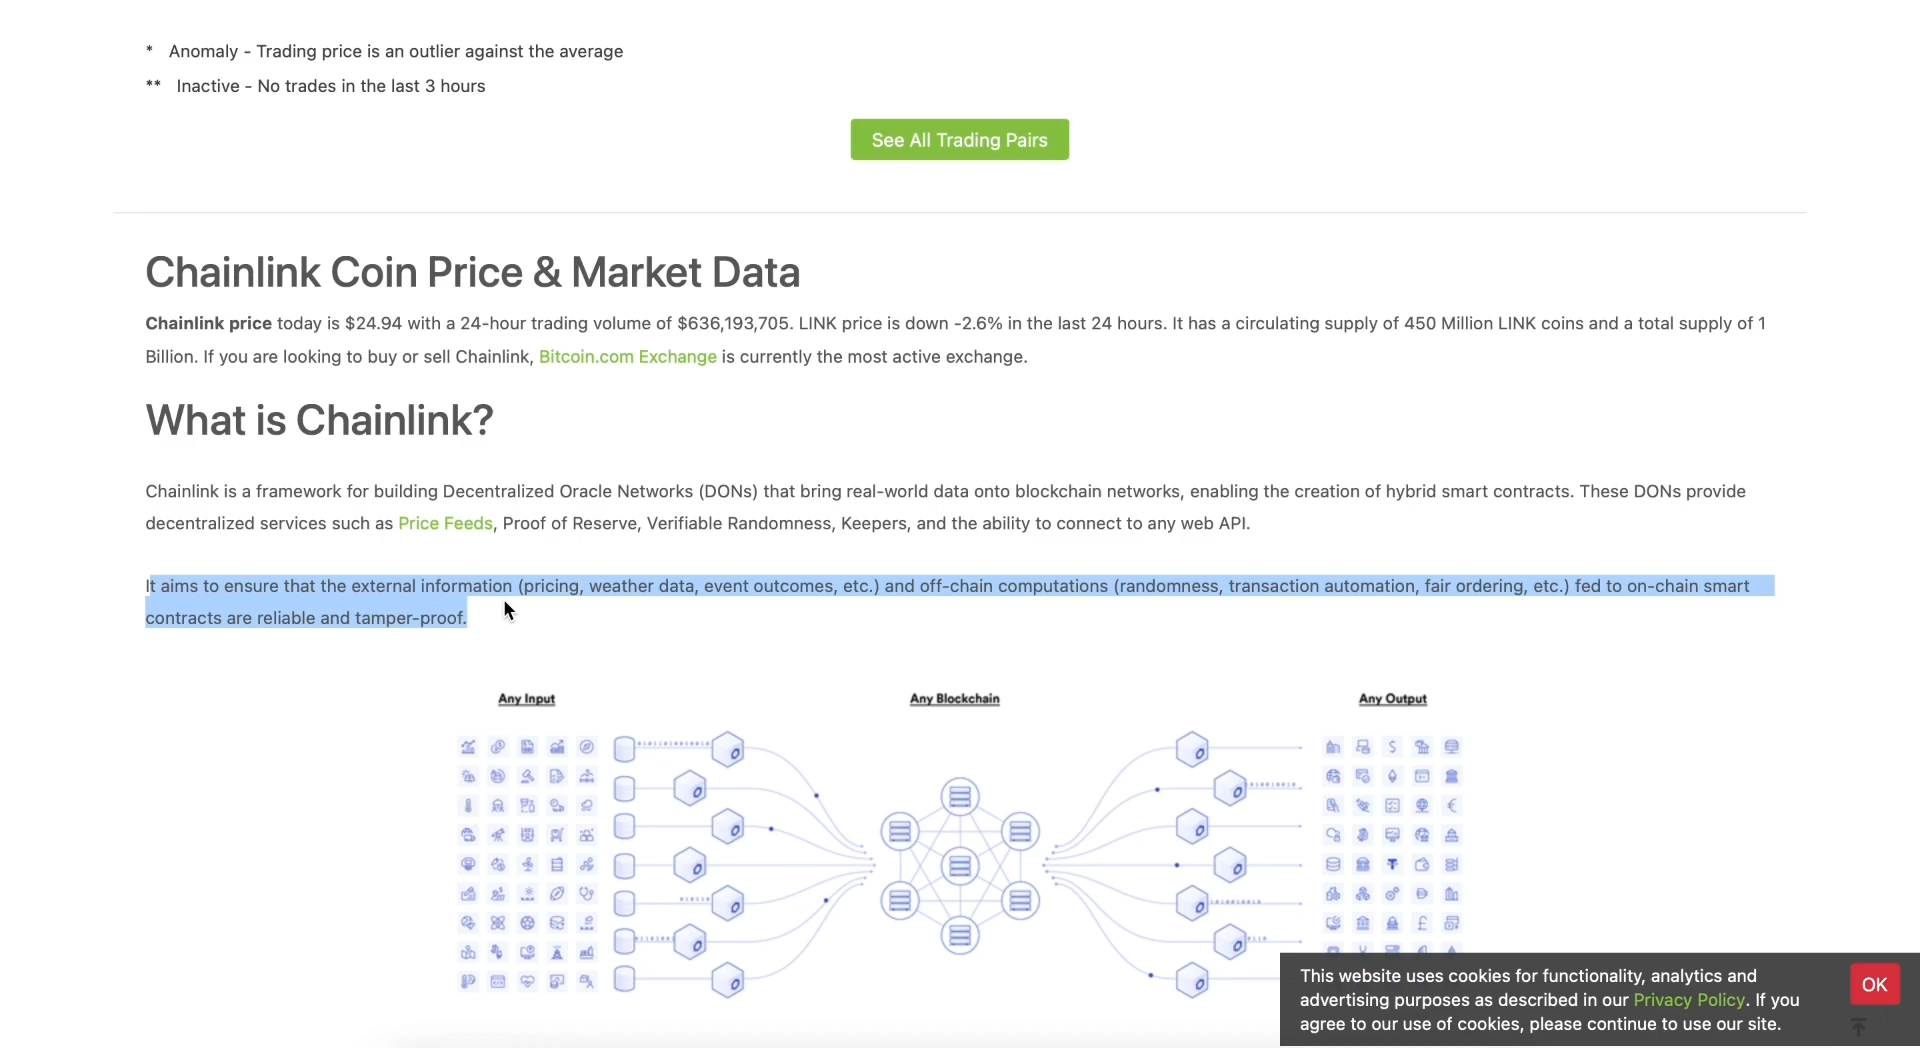 * Anomaly - Trading price is an outlier against the average
** Inactive - No trades in the last 3 hours
See All Trading Pairs
Chainlink Coin Price & Market Data
Chainlink price today is $24.94 with a 24-hour trading volume of $636,193,705. LINK price is down -2.6% in the last 24 hours. It has a circulating supply of 450 Million LINK coins and a total supply of 1
Billion. If you are looking to buy or sell Chainlink, Bitcoin.com Exchange is currently the most active exchange.
What is Chainlink?
Chainlink is a framework for building Decentralized Oracle Networks (DONs) that bring real-world data onto blockchain networks, enabling the creation of hybrid smart contracts. These DONs provide
decentralized services such as Price Feeds, Proof of Reserve, Verifiable Randomness, Keepers, and the ability to connect to any web API.
It aims to ensure that the external information (pricing, weather data, event outcomes, etc.) and off-chain computations (randomness, transaction automation, fair ordering, etc.) fed to on-chain smart
contracts are reliable and tamper-proof.
Any Input
Any Blockchain
Any Output
This website uses cookies for functionality, analytics and
advertising purposes as described in our Privacy Policy. If you
agree to our use of cookies, please continue to use our site.
OK